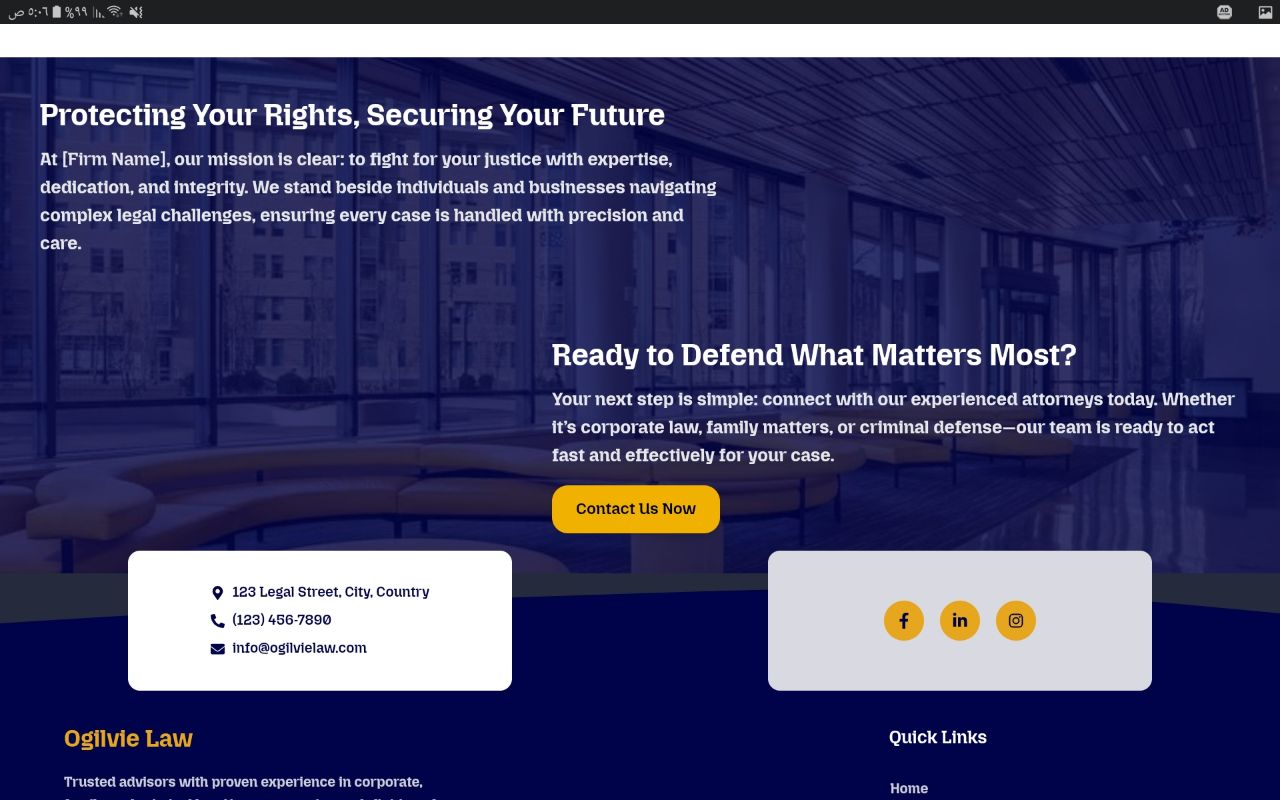 ص ٥:٠٦ %٩٩
AD
Protecting Your Rights, Securing Your Future
At [Firm Name], our mission is clear: to fight for your justice with expertise,
dedication, and integrity. We stand beside individuals and businesses navigating
complex legal challenges, ensuring every case is handled with precision and
care.
Ready to Defend What Matters Most?
Your next step is simple: connect with our experienced attorneys today. Whether
it's corporate law, family matters, or criminal defense—our team is ready to act
fast and effectively for your case.
Contact Us Now
123 Legal Street, City, Country
(123) 456-7890
info@ogilvielaw.com
Ogilvie Law
Trusted advisors with proven experience in corporate,
Quick Links
Home